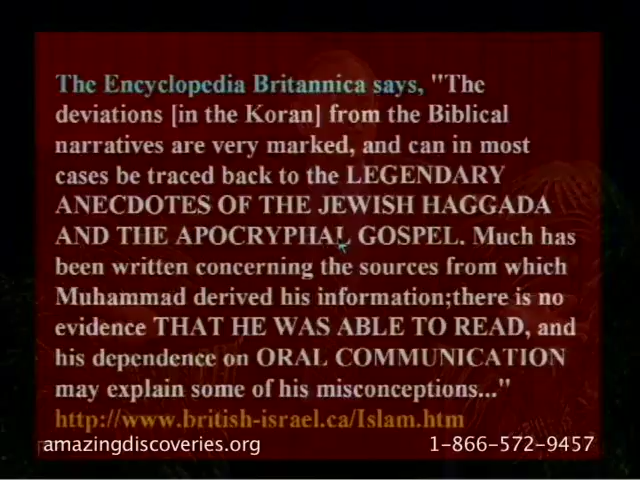 The Encyclopedia Britannica says, "The
deviations [in the Koran] from the Biblical
narratives are very marked, and can in most
cases be traced back to the LEGENDARY
ANECDOTES OF THE JEWISH HAGGADA
AND THE APOCRYPHAL GOSPEL. Much has
been written concerning the sources from which
Muhammad derived his information;there is no
evidence THAT HE WAS ABLE TO READ, and
his dependence on ORAL COMMUNICATION
may explain some of his misconceptions..."
http://www.british-israel.ca/Islam.htm
amazingdiscoveries.org 1-866-572-9457